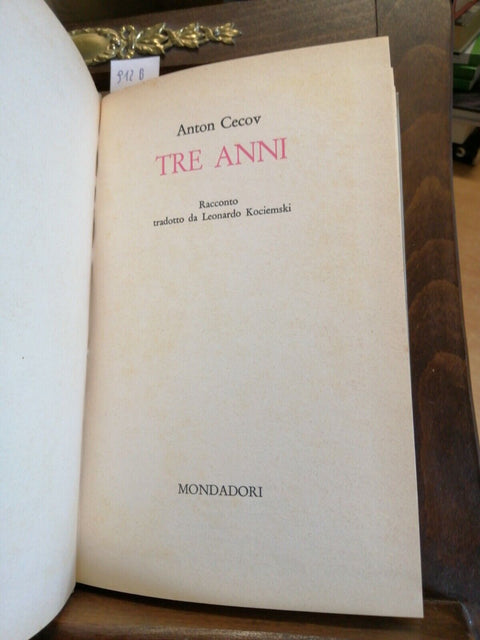 912 B
Anton Cecov
TRE ANNI
Racconto
tradotto da Leonardo Kociemski
MONDADORI